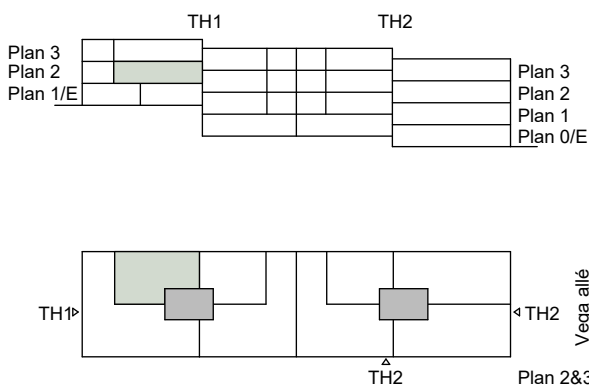 TH1 TH2
Plan 3
Plan 2
Plan 1/E
Plan 3
Plan 2
Plan 1
Plan 0/E
TH1
TH2
Vega allé
TH2
Plan 2&3